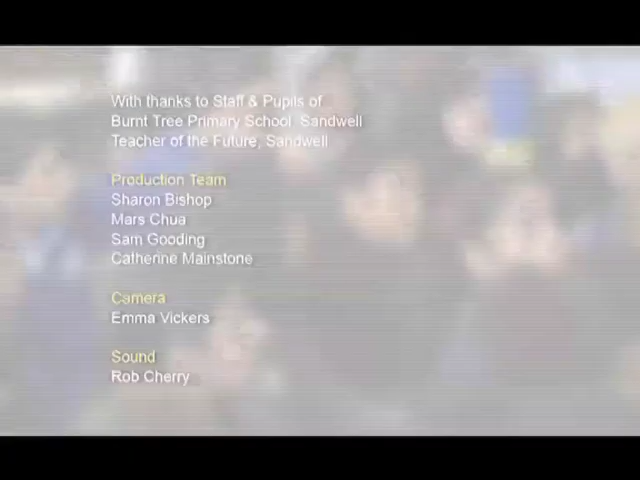 With thanks to Staff & Pupils of
Burnt Tree Primary School, Sandwell
Teacher of the Future, Sandwell
Production Team
Sharon Bishop
Mars Chua
Sam Gooding
Catherine Mainstone
Camera
Emma Vickers
Sound
Rob Cherry